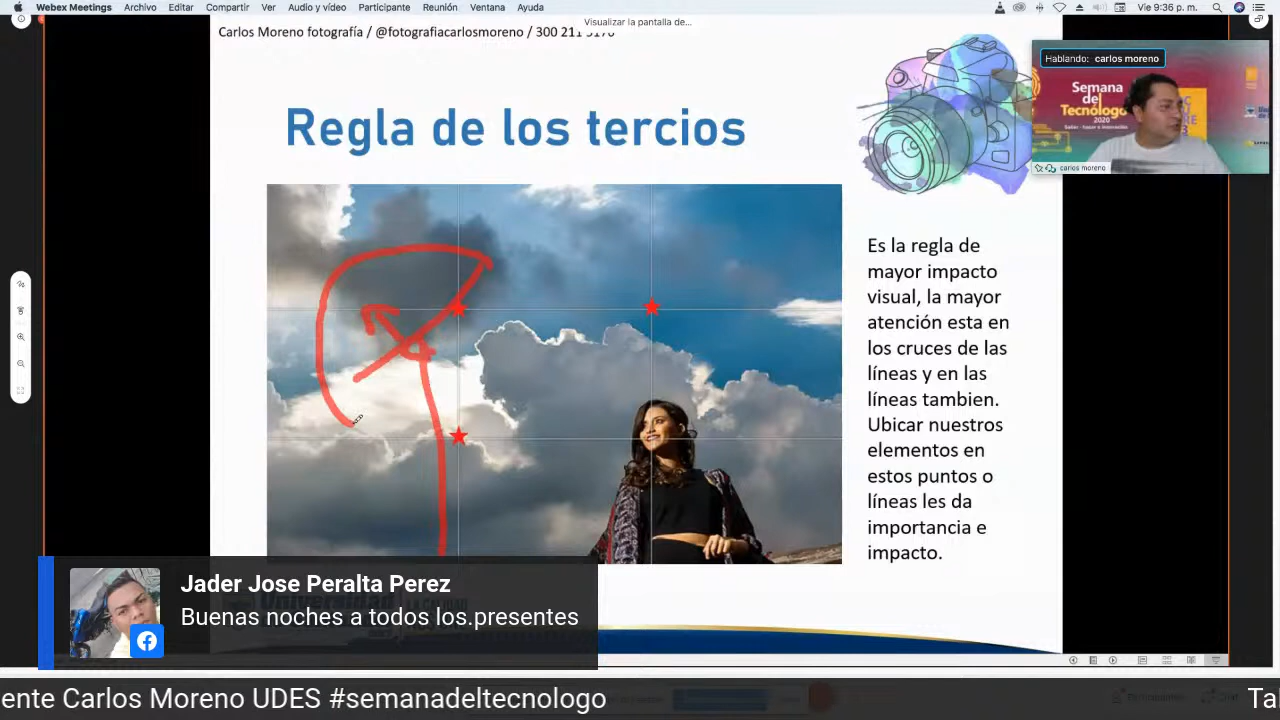 Webex Meetings Archivo Editar Compartir Ver Audio y vídeo Participante Reunión Ventana Ayuda
Vie 9:36 p. m.
Visualizar la pantalla de...
Carlos Moreno fotografía / @fotografiacarlosmoreno / 300 211
Hablando: carlos moreno
Semana
del
Tecnólogo
2020
carlos moreno
Regla de los tercios
Es la regla de
mayor impacto
visual, la mayor
atención esta en
los cruces de las
líneas y en las
líneas tambien.
Ubicar nuestros
elementos en
estos puntos o
líneas les da
importancia e
impacto.
Jader Jose Peralta Perez
Buenas noches a todos los.presentes
ente Carlos Moreno UDES #semanadeltecnologo
Tal